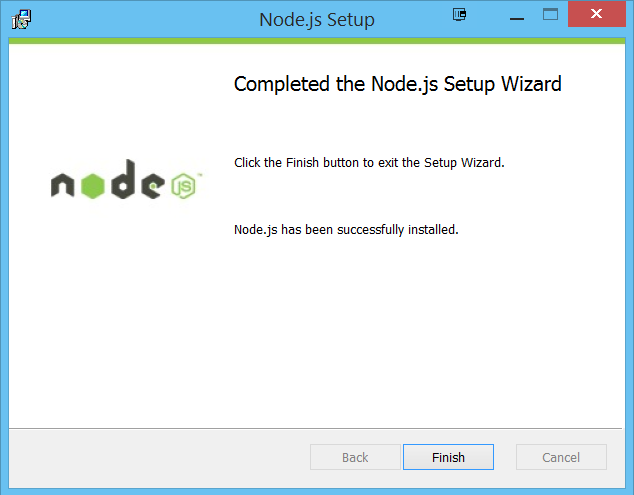 Node.js Setup
Completed the Node.js Setup Wizard
Click the Finish button to exit the Setup Wizard.
node JS™
Node.js has been successfully installed.
Back Finish Cancel